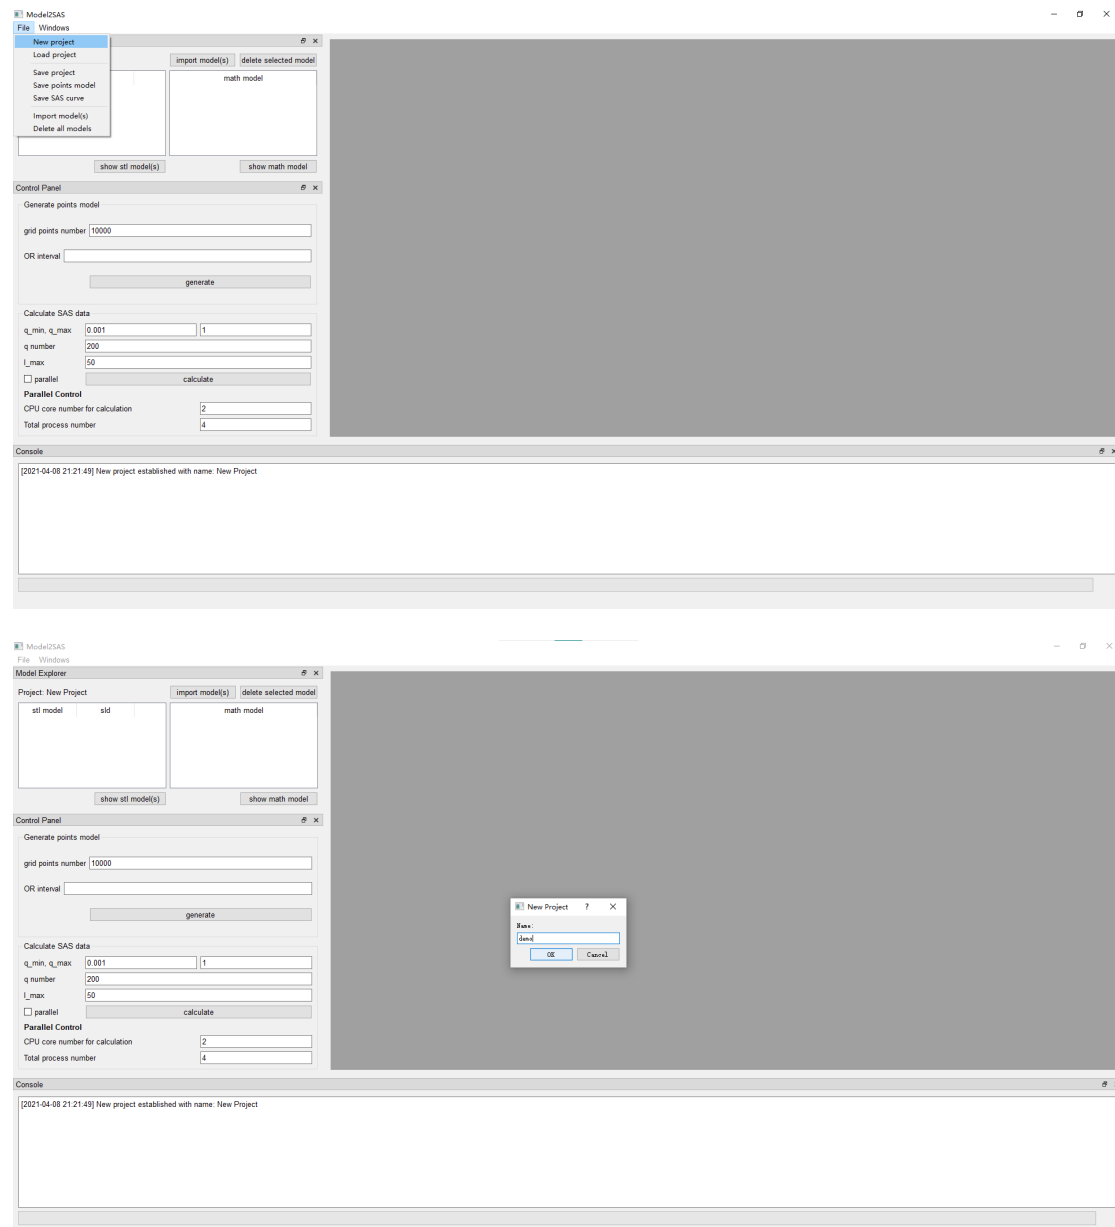 Model2SAS
File Windows
New project
Load project
Save project
Save points model
Save SAS curve
Import model(s)
Delete all models
import model(s) delete selected model
math model
show stl model(s) show math model
Control Panel
Generate points model
grid points number 10000
OR interval
generate
Calculate SAS data
q_min, q_max 0.001 1
q number 200
l_max 50
parallel calculate
Parallel Control
CPU core number for calculation 2
Total process number 4
Console
[2021-04-08 21:21:49] New project established with name: New Project
Model2SAS
File Windows
Model Explorer
Project: New Project import model(s) delete selected model
stl model sld math model
show stl model(s) show math model
Control Panel
Generate points model
grid points number 10000
OR interval
generate
New Project ?
Name:
demo
OK Cancel
Calculate SAS data
q_min, q_max 0.001 1
q number 200
l_max 50
parallel calculate
Parallel Control
CPU core number for calculation 2
Total process number 4
Console
[2021-04-08 21:21:49] New project established with name: New Project